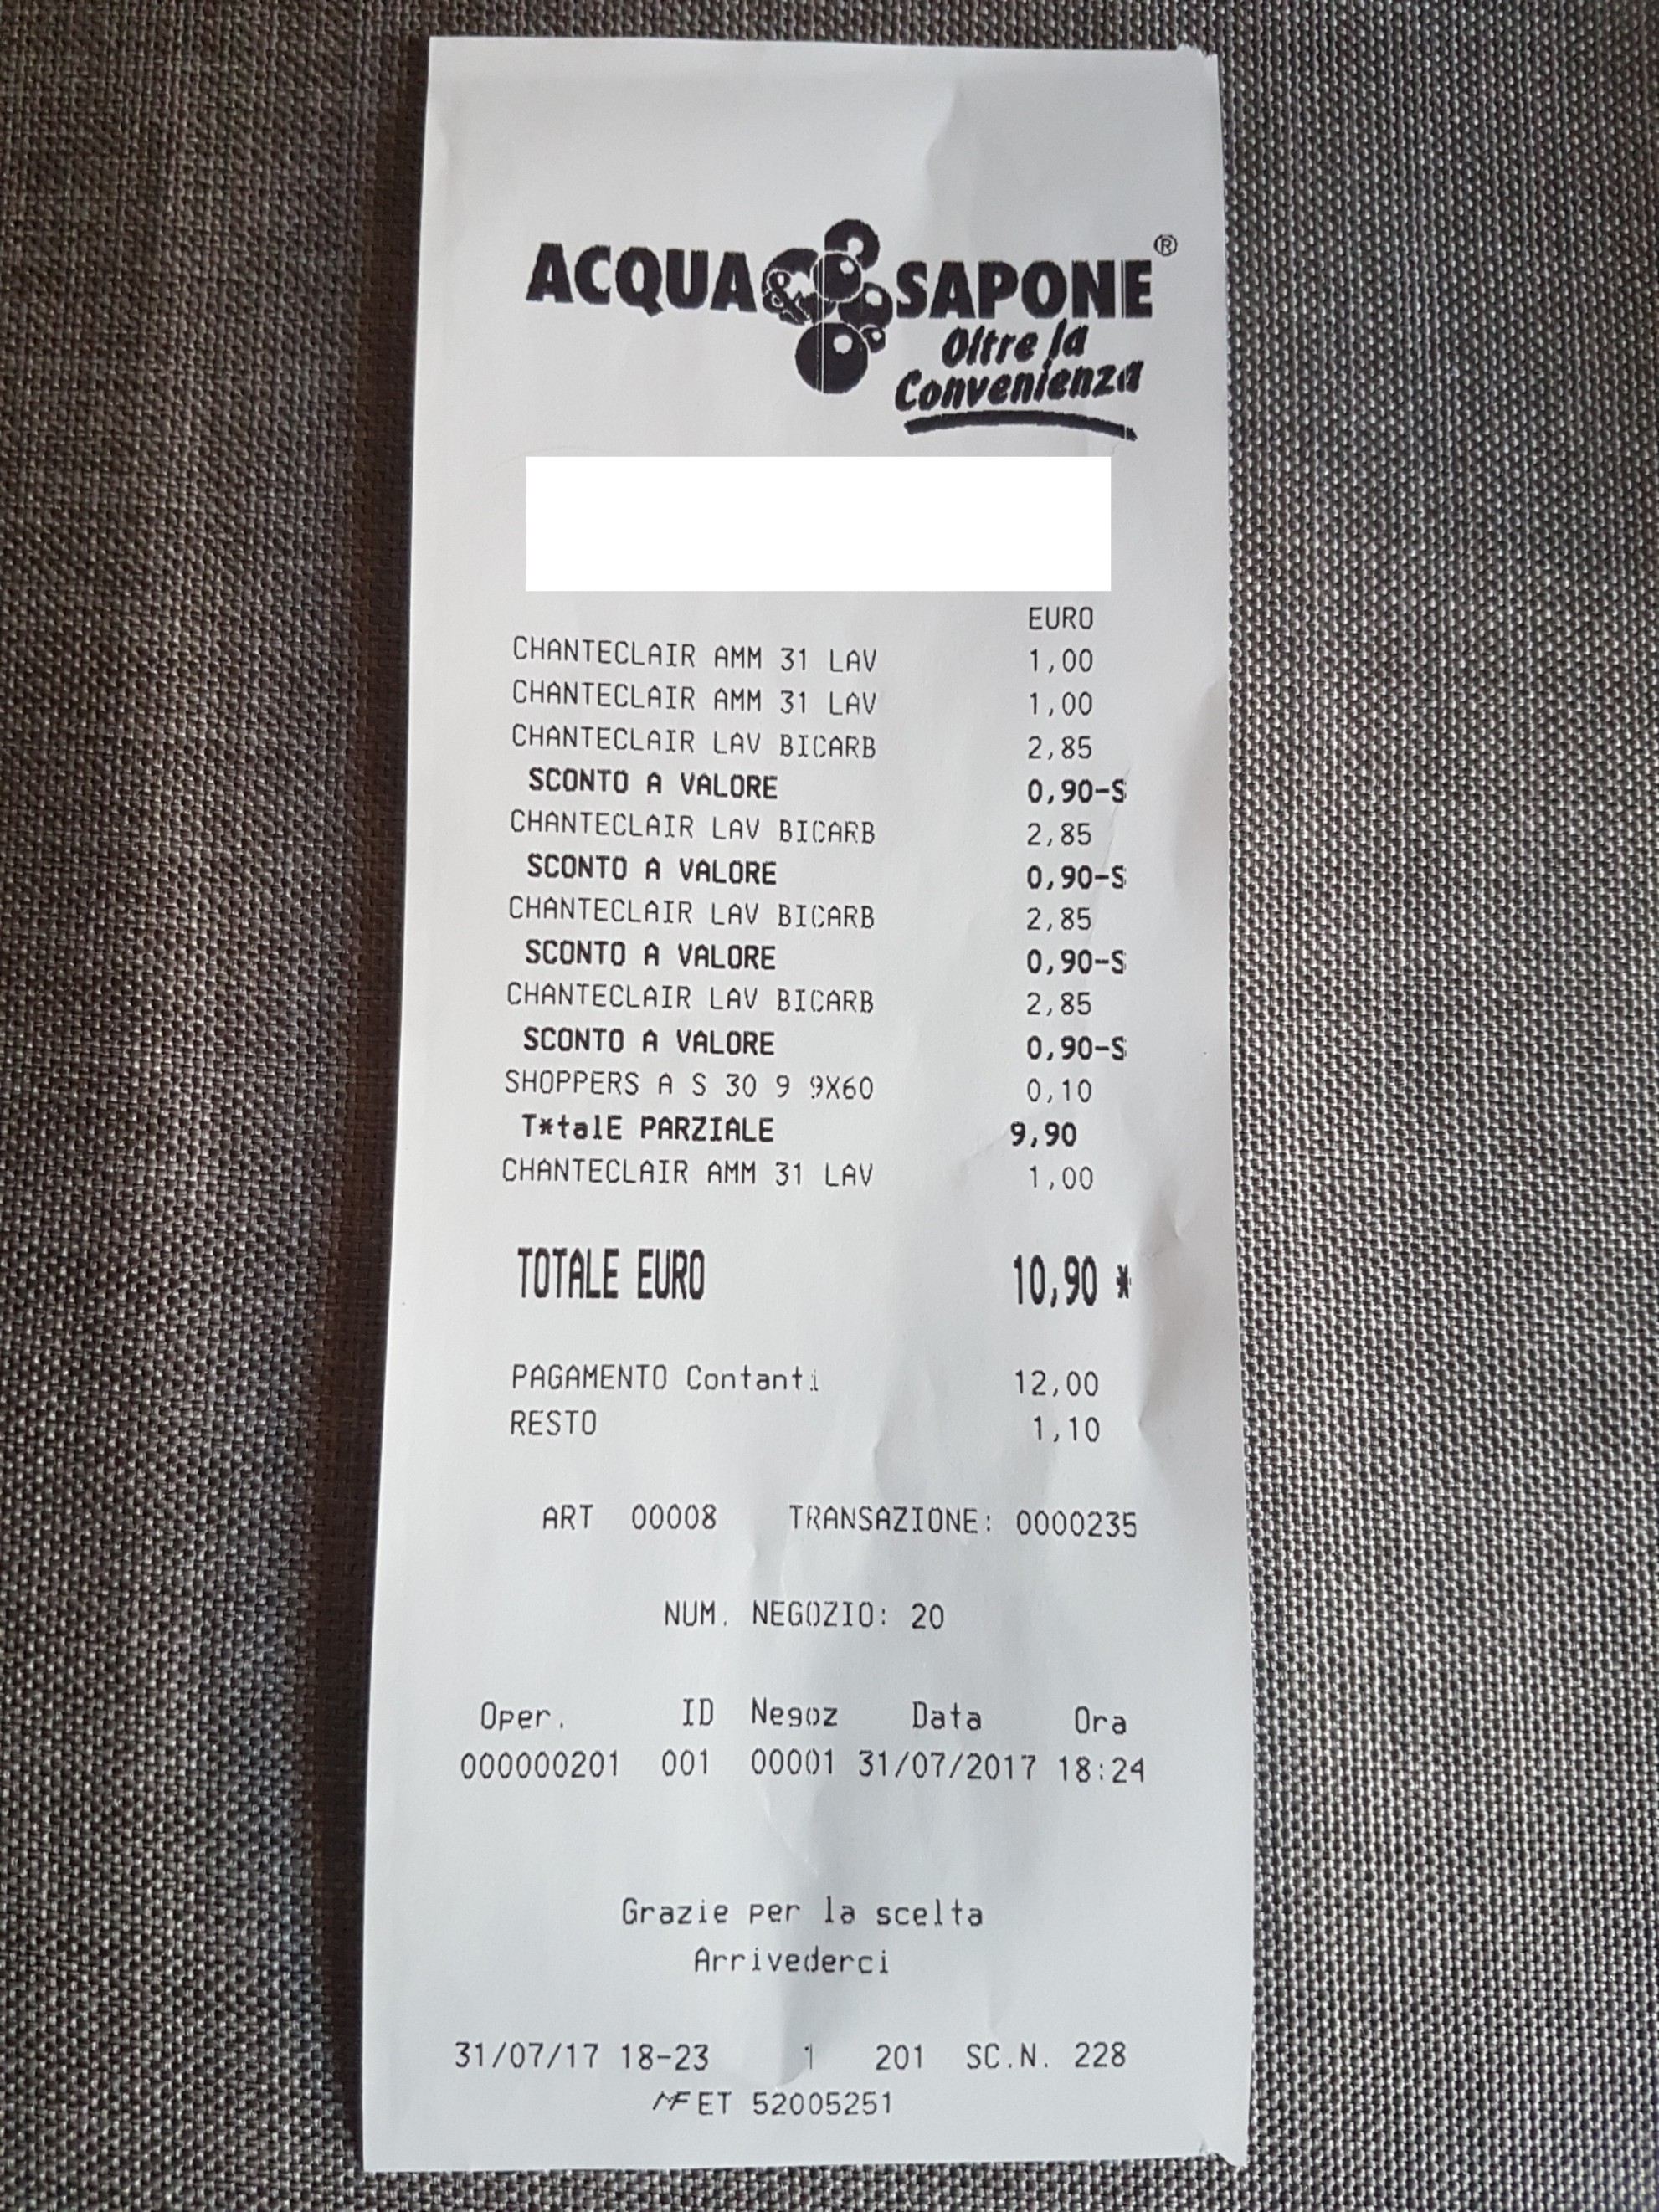 ACQUA & SAPONE ®
Oltre la
Convenienza
EURO
CHANTECLAIR AMM 31 LAV 1,00
CHANTECLAIR AMM 31 LAV 1,00
CHANTECLAIR LAV BICARB 2,85
SCONTO A VALORE 0,90-S
CHANTECLAIR LAV BICARB 2,85
SCONTO A VALORE 0,90-S
CHANTECLAIR LAV BICARB 2,85
SCONTO A VALORE 0,90-S
CHANTECLAIR LAV BICARB 2,85
SCONTO A VALORE 0,90-S
SHOPPERS A S 30 9 9X60 0,10
T*talE PARZIALE 9,90
CHANTECLAIR AMM 31 LAV 1,00
TOTALE EURO 10,90 *
PAGAMENTO Contanti 12,00
RESTO 1,10
ART 00008 TRANSAZIONE: 0000235
NUM. NEGOZIO: 20
Oper. ID Negoz Data Ora
000000201 001 00001 31/07/2017 18:24
Grazie per la scelta
Arrivederci
31/07/17 18-23 1 201 SC.N. 228
MF ET 52005251